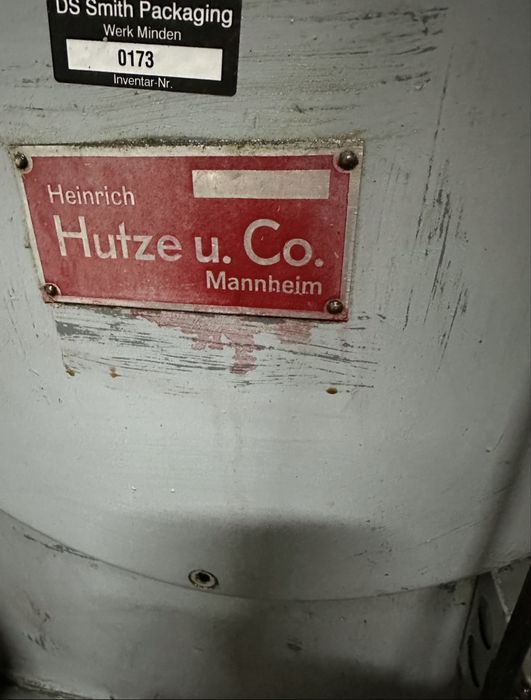 DS Smith Packaging
Werk Minden
0173
Inventar-Nr.
Heinrich
Hutze u. Co.
Mannheim